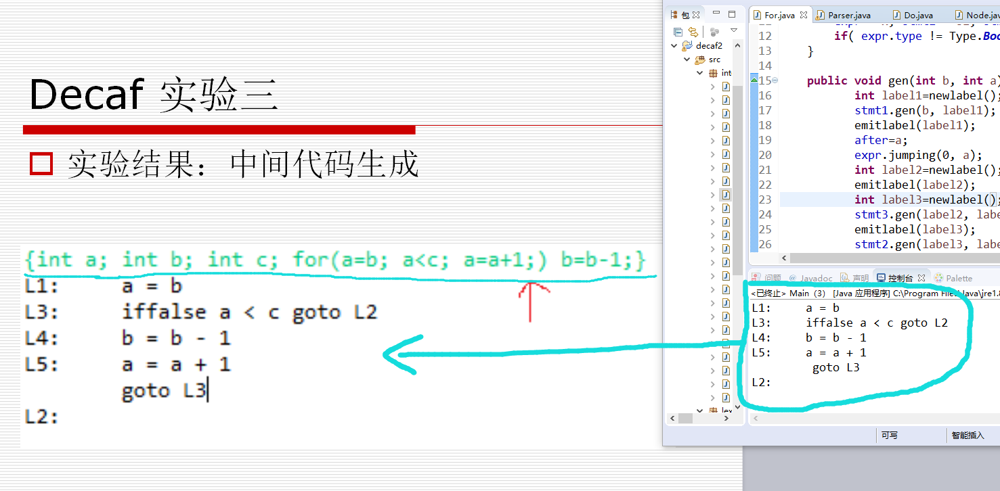 Decaf 实验三
实验结果：中间代码生成
{int a; int b; int c; for(a=b; a<c; a=a+1;) b=b-1;}
L1: a = b
L3: iffalse a < c goto L2
L4: b = b - 1
L5: a = a + 1
goto L3
L2:
包
decaf2
src
For.java
Parser.java
Do.java
12 if( expr.type != Type.
13 }
14
15 public void gen(int b, int a)
16 int label1=newlabel();
17 stmt1.gen(b, label1);
18 emitlabel(label1);
19 after=a;
20 expr.jumping(0, a);
21 int label2=newlabel();
22 emitlabel(label2);
23 int label3=newlabel();
24 stmt3.gen(label2,
25 emitlabel(label3);
26 stmt2.gen(label3,
问题 @ Javadoc 声明 控制台 Palette
<已终止> Main (3) [Java 应用程序] C:\Program Files\Java\jre1.8
L1: a = b
L3: iffalse a < c goto L2
L4: b = b - 1
L5: a = a + 1
goto L3
L2:
可写 智能插入